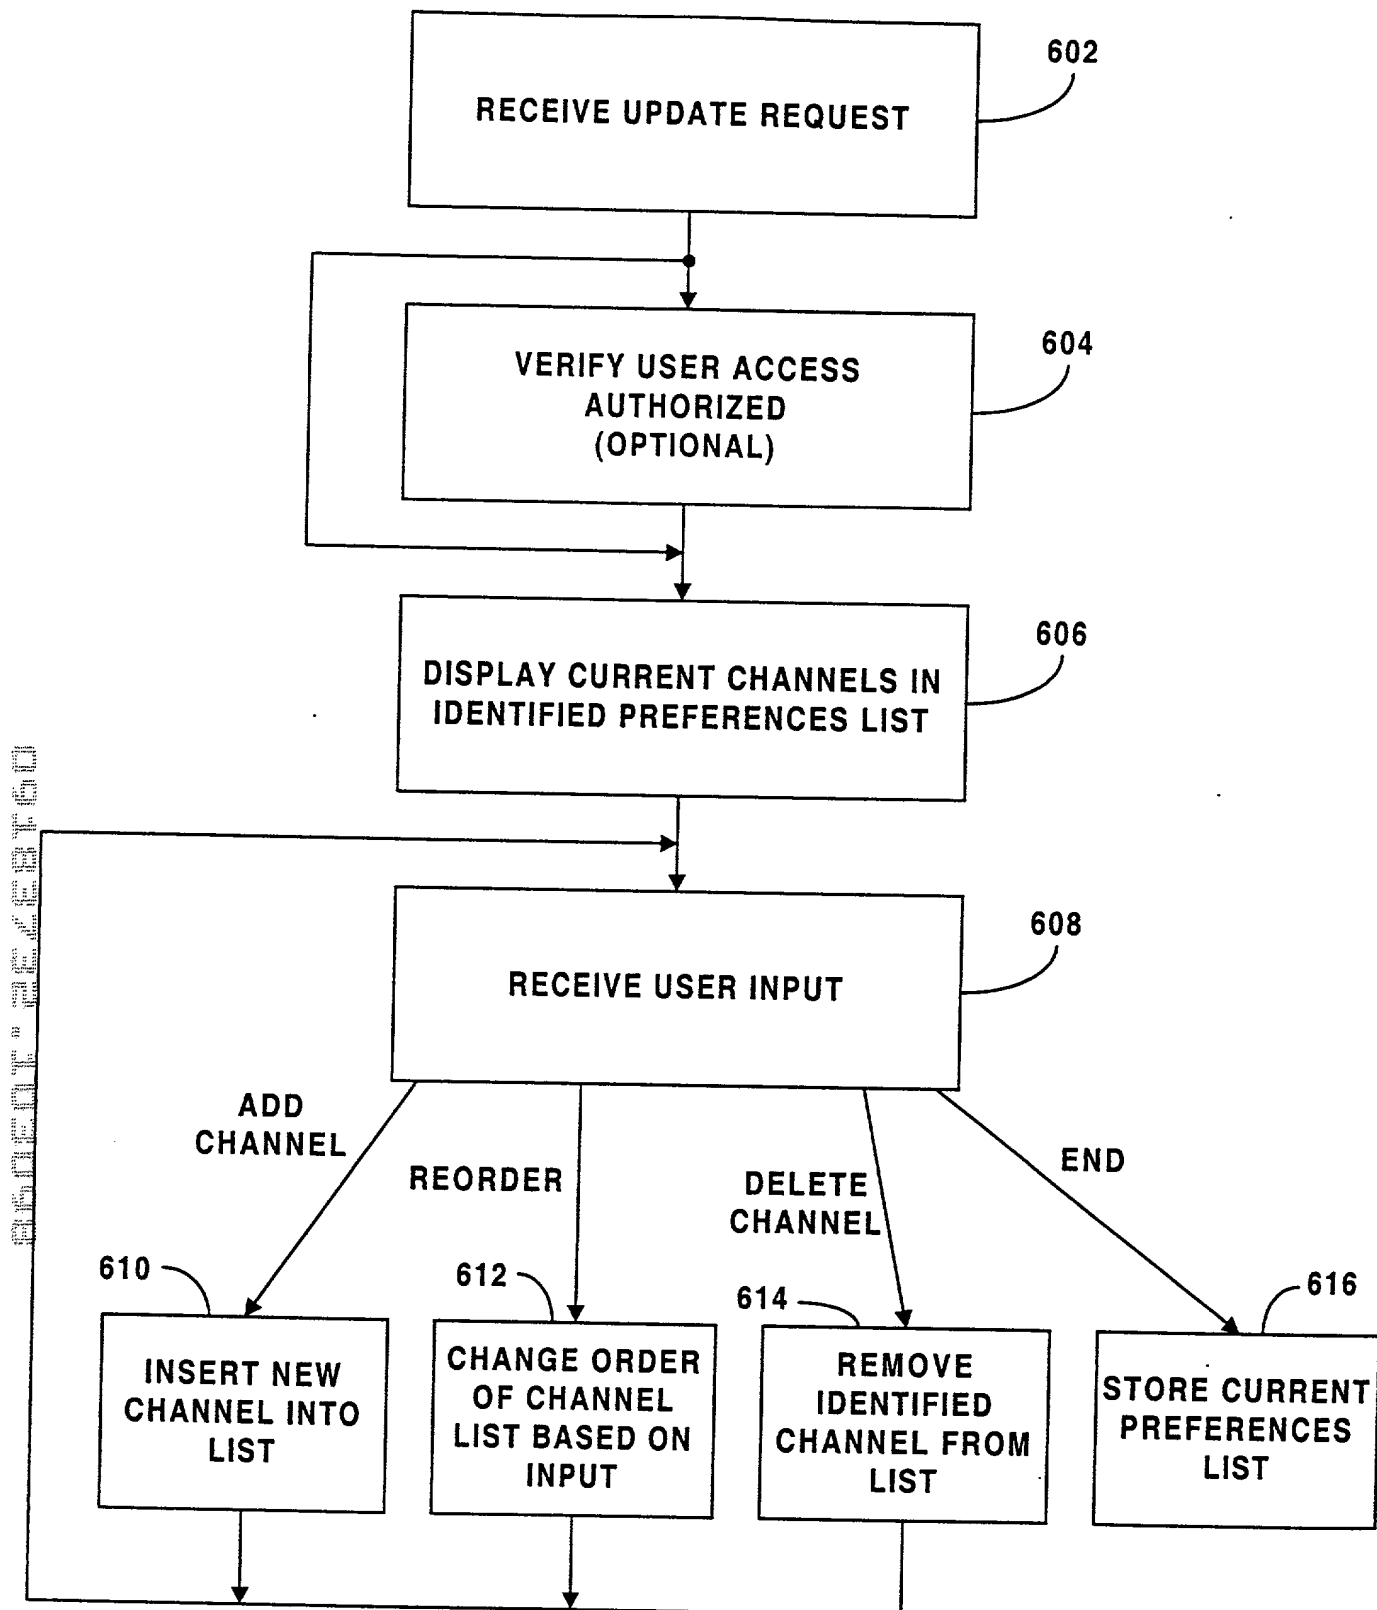 602
RECEIVE UPDATE REQUEST
604
VERIFY USER ACCESS
AUTHORIZED
(OPTIONAL)
606
DISPLAY CURRENT CHANNELS IN
IDENTIFIED PREFERENCES LIST
608
RECEIVE USER INPUT
ADD
CHANNEL
REORDER
DELETE
CHANNEL
END
610
INSERT NEW
CHANNEL INTO
LIST
612
CHANGE ORDER
OF CHANNEL
LIST BASED ON
INPUT
614
REMOVE
IDENTIFIED
CHANNEL FROM
LIST
616
STORE CURRENT
PREFERENCES
LIST